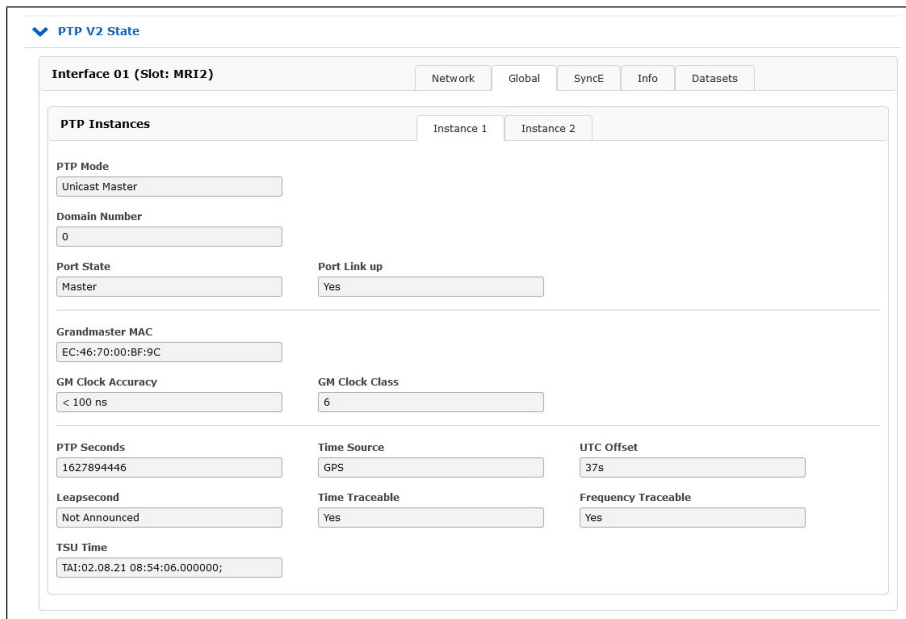 PTP V2 State
Interface 01 (Slot: MRI2)
Network Global SyncE Info Datasets
PTP Instances
Instance 1 Instance 2
PTP Mode
Unicast Master
Domain Number
0
Port State Port Link up
Master Yes
Grandmaster MAC
EC:46:70:00:BF:9C
GM Clock Accuracy GM Clock Class
< 100 ns 6
PTP Seconds Time Source UTC Offset
1627894446 GPS 37s
Leapsecond Time Traceable Frequency Traceable
Not Announced Yes Yes
TSU Time
TAI:02.08.21 08:54:06.000000;